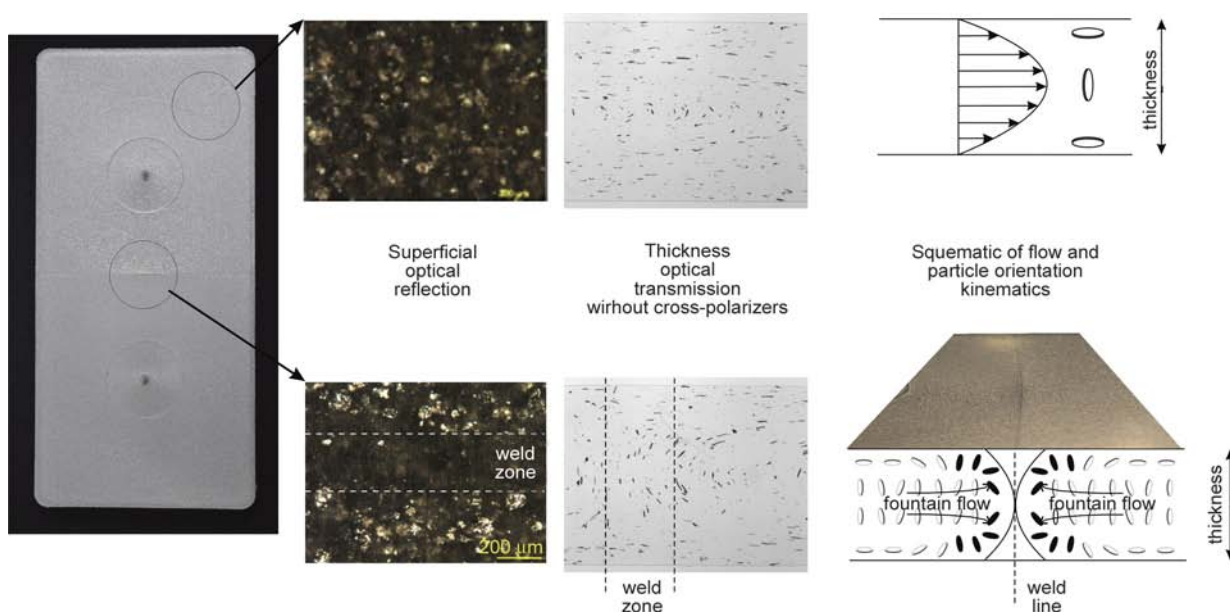 thickness
Superficial
optical
reflection
Thickness
optical
transmission
wirhout cross-polarizers
Squematic of flow and
particle orientation
kinematics
weld
zone
200 µm
weld
zone
fountain flow
fountain flow
thickness
weld
line